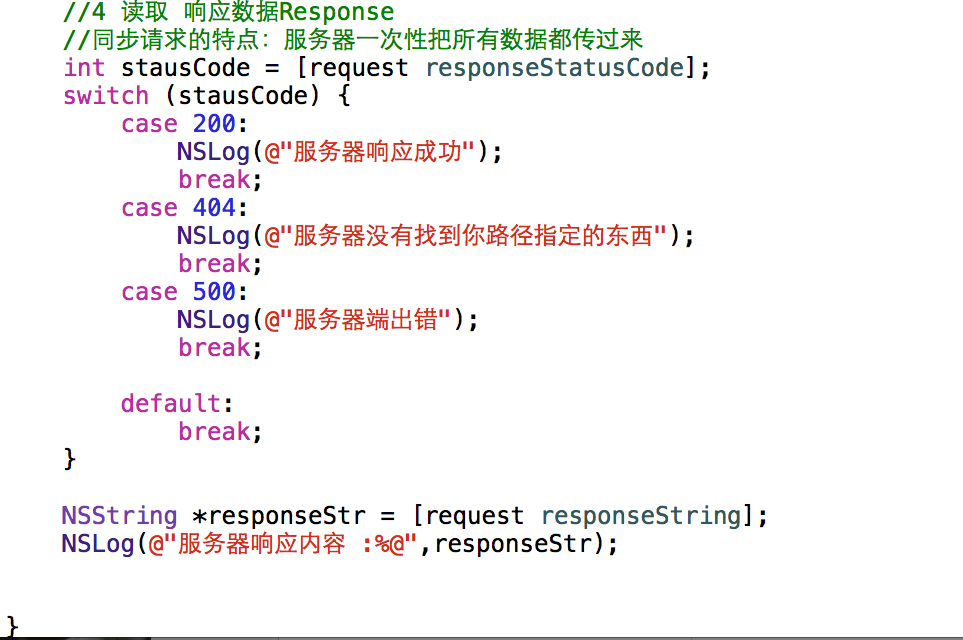 //4 读取 响应数据Response
//同步请求的特点：服务器一次性把所有数据都传过来
int stausCode = [request responseStatusCode];
switch (stausCode) {
case 200:
NSLog(@"服务器响应成功");
break;
case 404:
NSLog(@"服务器没有找到你路径指定的东西");
break;
case 500:
NSLog(@"服务器端出错");
break;
default:
break;
}
NSString *responseStr = [request responseString];
NSLog(@"服务器响应内容 :%@",responseStr);
}